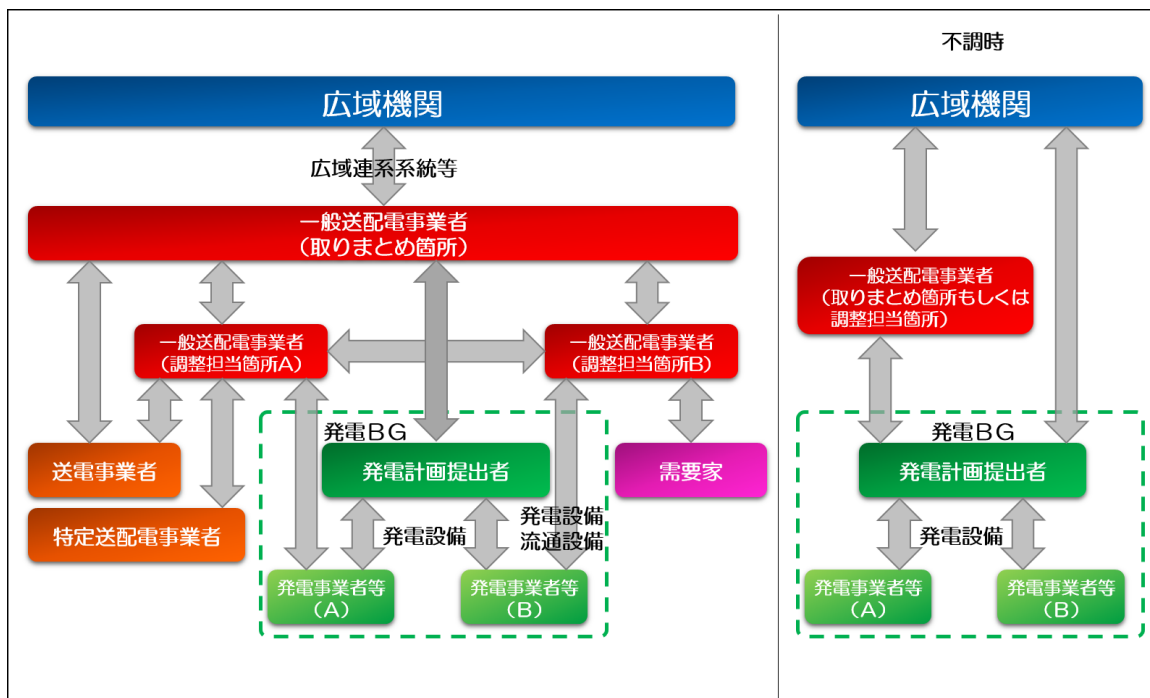 広域機関
広域連系系統等
一般送配電事業者
（取りまとめ箇所）
一般送配電事業者
（調整担当箇所A）
一般送配電事業者
（調整担当箇所B）
発電BG
送電事業者
発電計画提出者
需要家
特定送配電事業者
発電設備
発電設備
流通設備
発電事業者等
（A）
発電事業者等
（B）
不調時
広域機関
一般送配電事業者
（取りまとめ箇所もしくは
調整担当箇所）
発電BG
発電計画提出者
発電設備
発電事業者等
（A）
発電事業者等
（B）